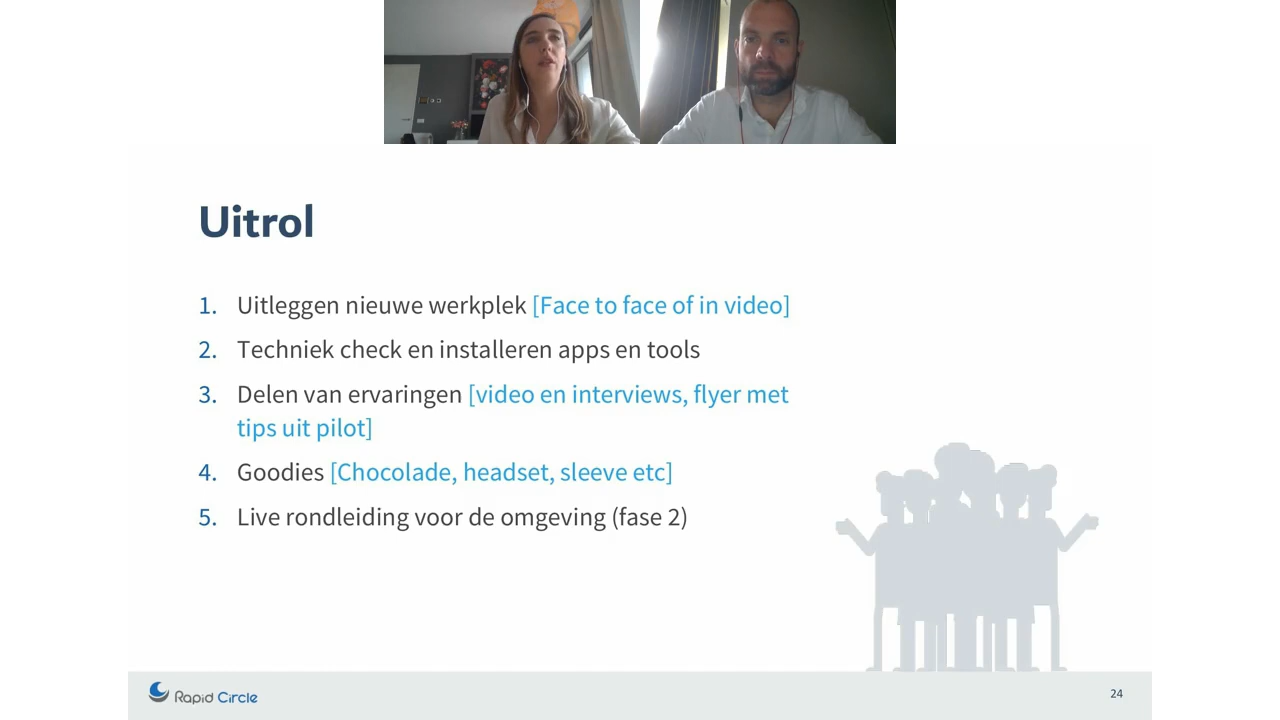 Uitrol
1. Uitleggen nieuwe werkplek [Face to face of in video]
2. Techniek check en installeren apps en tools
3. Delen van ervaringen [video en interviews, flyer met
tips uit pilot]
4. Goodies [Chocolade, headset, sleeve etc]
5. Live rondleiding voor de omgeving (fase 2)
Rapid Circle
24